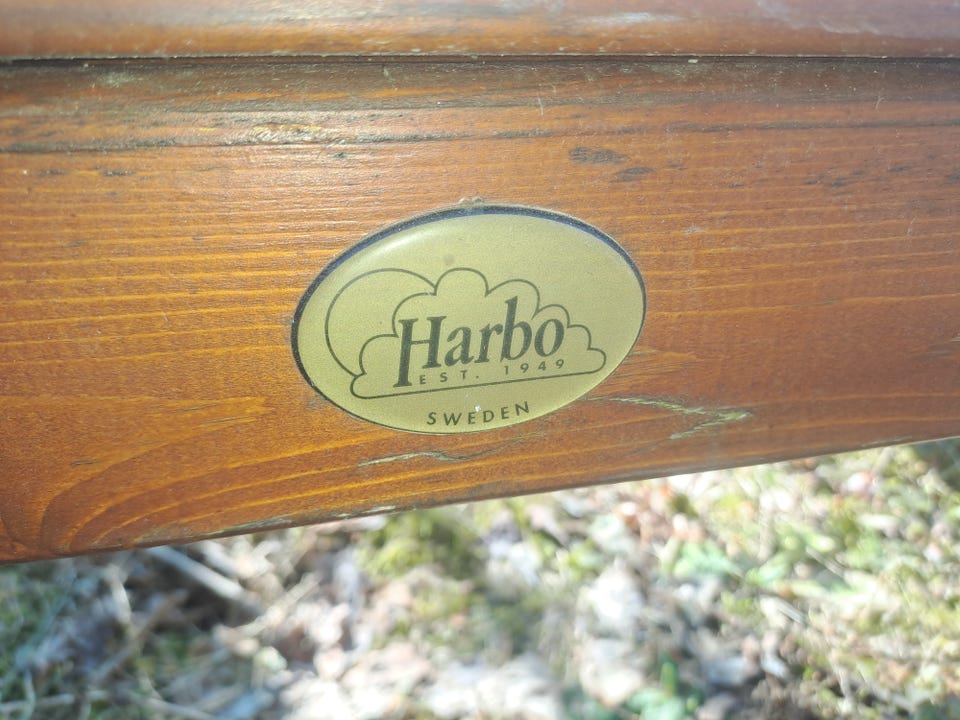 Harbo
EST. 1949
SWEDEN